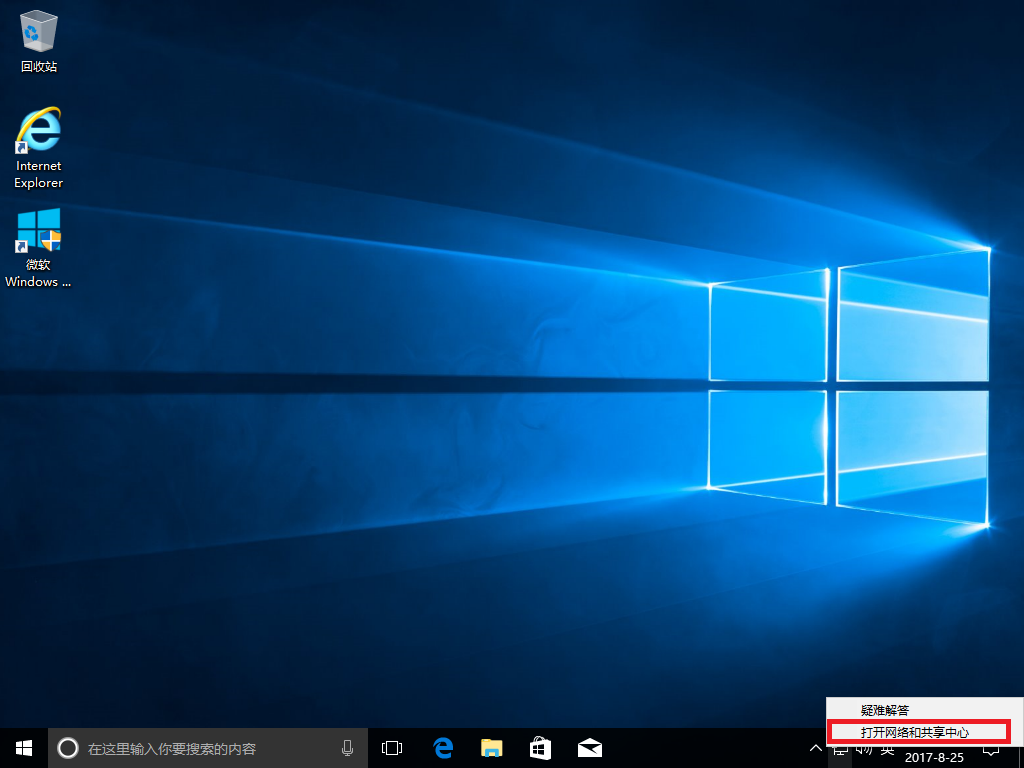 回收站
Internet
Explorer
微软
Windows ...
疑难解答
打开网络和共享中心
在这里输入你要搜索的内容
英
2017-8-25